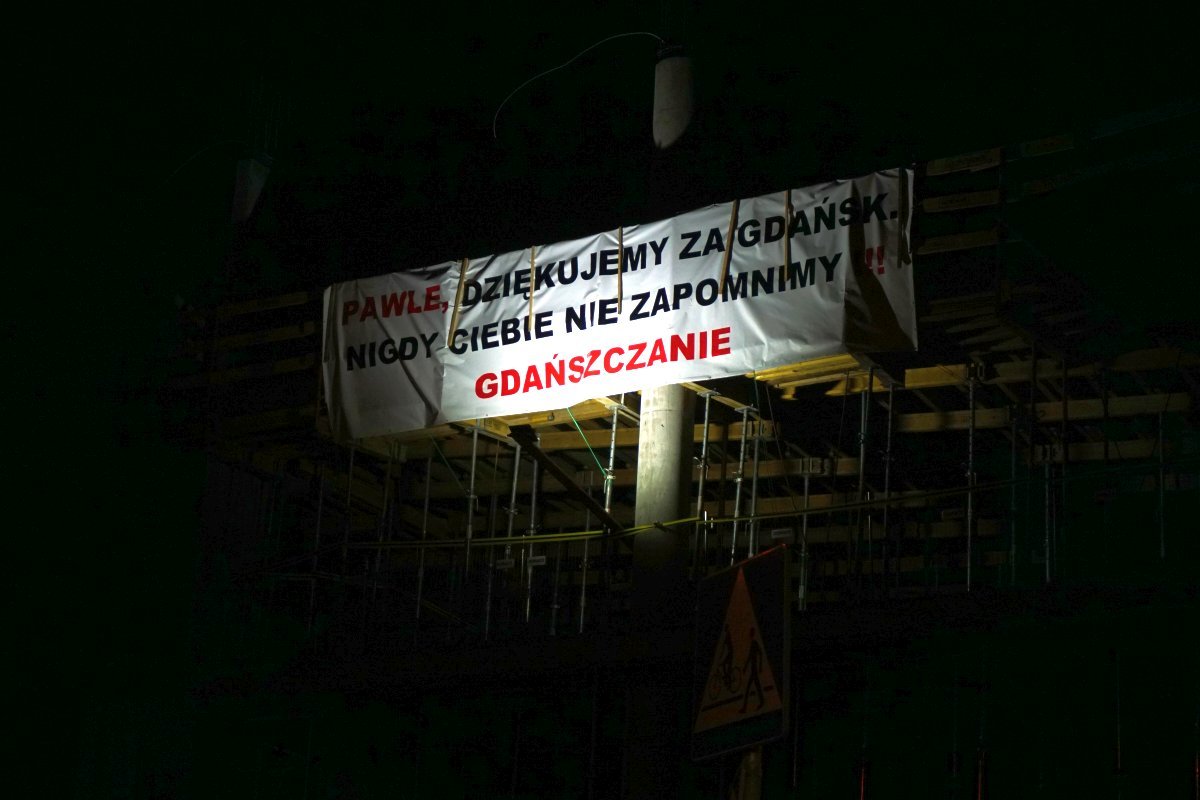 PAWLE, DZIĘKUJEMY ZA GDAŃSK.
NIGDY CIEBIE NIE ZAPOMNIMY !!!
GDAŃSZCZANIE